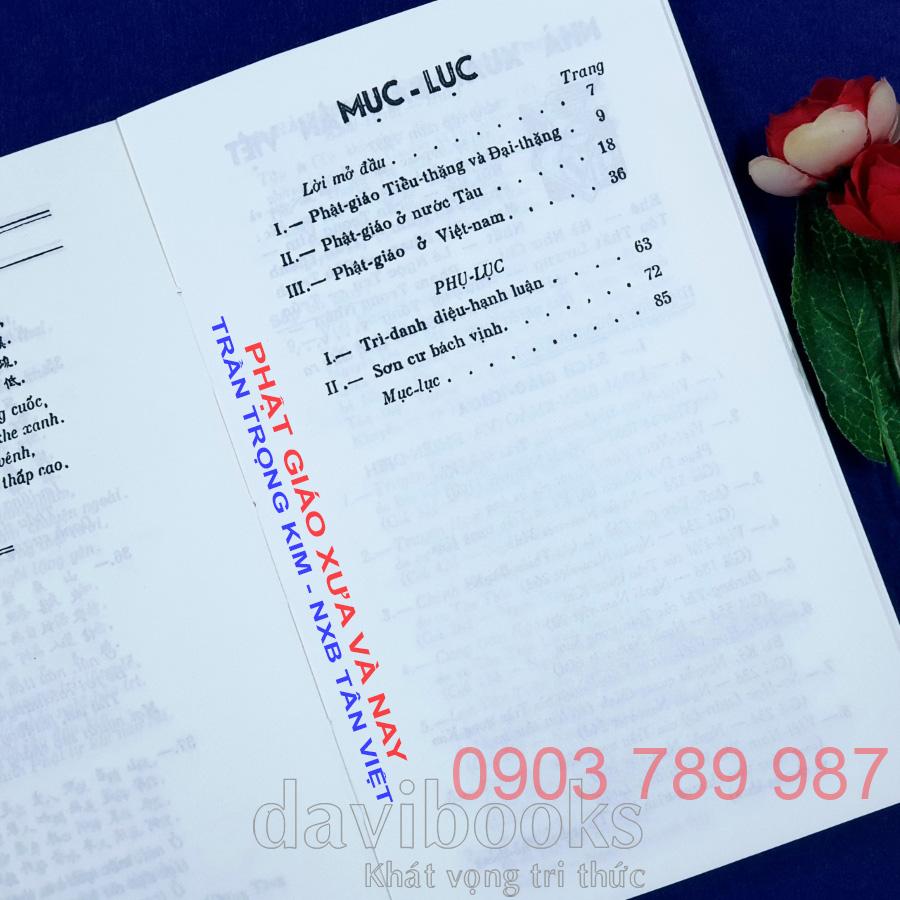 MỤC - LỤC
Trang
Lời mở đầu . . . . . . . . . 7
I.— Phật-giáo Tiểu-thặng và Đại-thặng . 9
II.— Phật-giáo ở nước Tàu . . . . . 18
III.— Phật-giáo ở Việt-nam . . . . . 36
PHỤ-LỤC
I.— Trì-danh diệu-hạnh luận . . . . 63
II.— Sơn cư bách vịnh . . . . . . 72
Mục-lục . . . . . . . . . . 85
低.
cuốc,
khe xanh.
vênh,
thấp cao.
PHẬT GIÁO XƯA VÀ NAY
TRẦN TRỌNG KIM - NXB TÂN VIỆT
0903 789 987
davibooks
Khát vọng tri thức